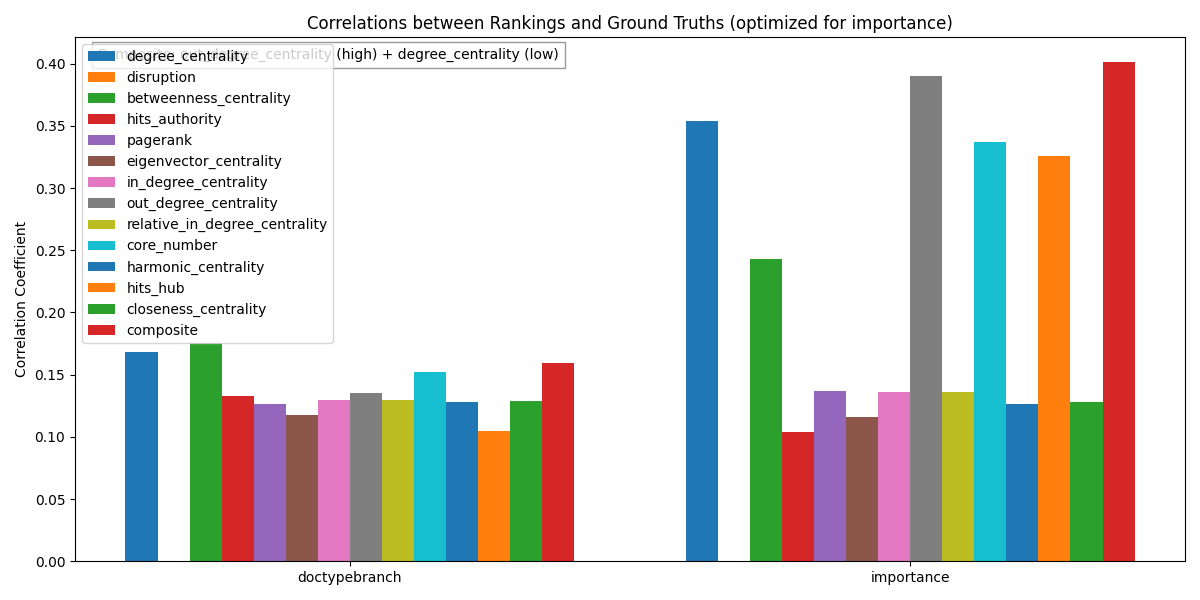 Correlations between Rankings and Ground Truths (optimized for importance)
Composite: out_degree_centrality (high) + degree_centrality (low)
degree_centrality
disruption
betweenness_centrality
hits_authority
pagerank
eigenvector_centrality
in_degree_centrality
out_degree_centrality
relative_in_degree_centrality
core_number
harmonic_centrality
hits_hub
closeness_centrality
composite
Correlation Coefficient
0.40
0.35
0.30
0.25
0.20
0.15
0.10
0.05
0.00
doctypebranch
importance